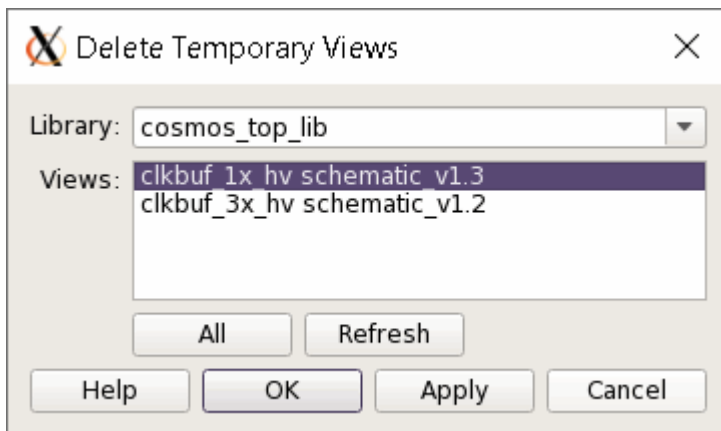 Delete Temporary Views
Library: cosmos_top_lib
Views: clkbuf_1x_hv schematic_v1.3
clkbuf_3x_hv schematic_v1.2
All Refresh
Help OK Apply Cancel